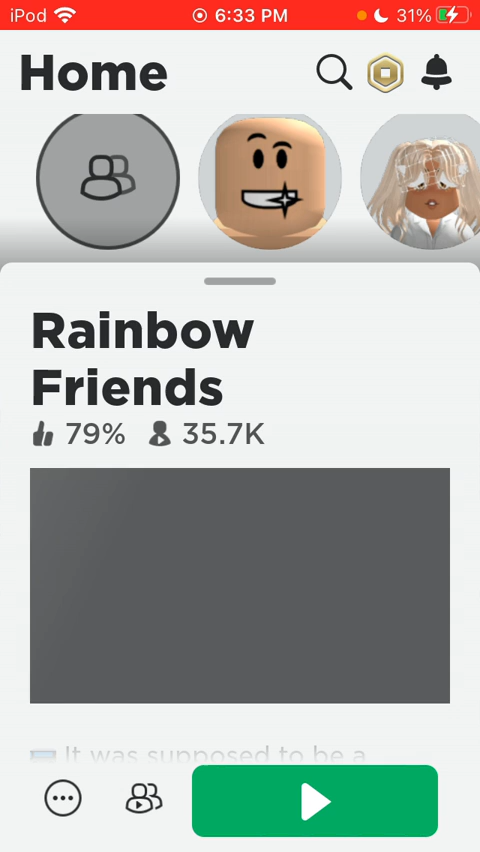 iPod 6:33 PM 31%
Home
Rainbow
Friends
79% 35.7K
It was supposed to be a